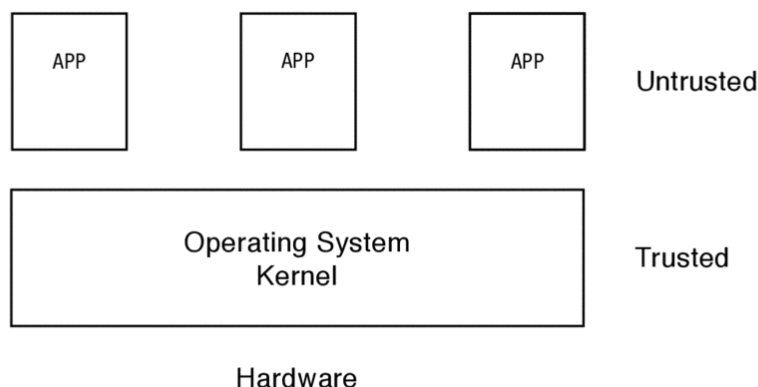 APP
APP
APP
Untrusted
Operating System
Kernel
Trusted
Hardware